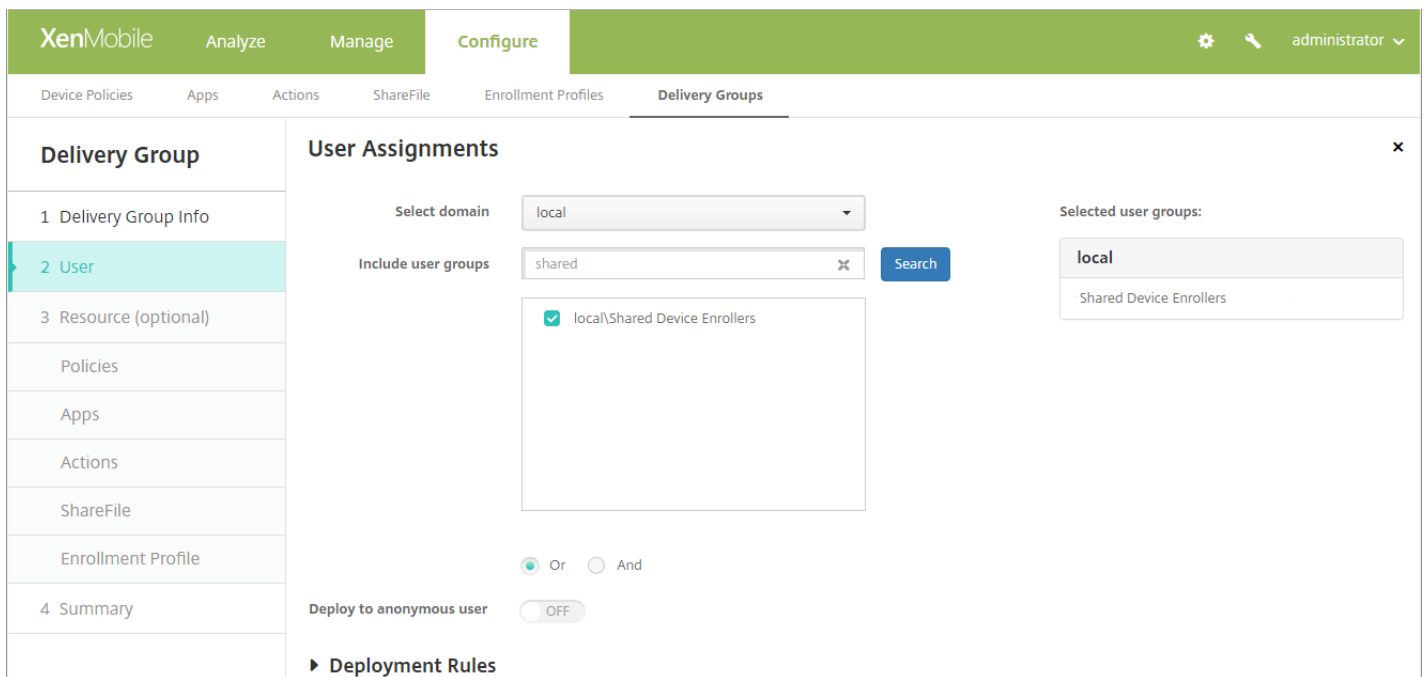 XenMobile Analyze Manage Configure administrator
Device Policies Apps Actions ShareFile Enrollment Profiles Delivery Groups
Delivery Group
1 Delivery Group Info
2 User
3 Resource (optional)
Policies
Apps
Actions
ShareFile
Enrollment Profile
4 Summary
User Assignments
Select domain local
Include user groups shared Search
local\Shared Device Enrollers
Or And
Deploy to anonymous user OFF
Deployment Rules
Selected user groups:
local
Shared Device Enrollers